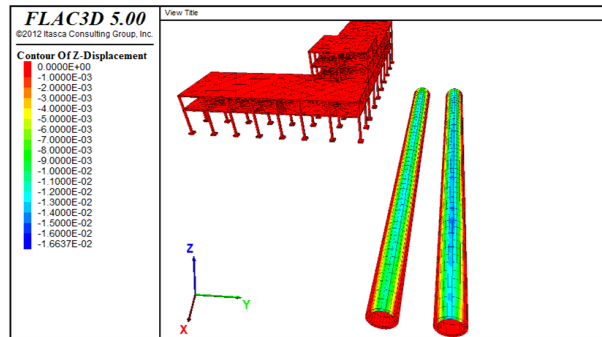 FLAC3D 5.00
©2012 Itasca Consulting Group, Inc.
Contour Of Z-Displacement
0.0000E+00
-1.0000E-03
-2.0000E-03
-3.0000E-03
-4.0000E-03
-5.0000E-03
-6.0000E-03
-7.0000E-03
-8.0000E-03
-9.0000E-03
-1.0000E-02
-1.1000E-02
-1.2000E-02
-1.3000E-02
-1.4000E-02
-1.5000E-02
-1.6000E-02
-1.6637E-02
View Title
Z
Y
X